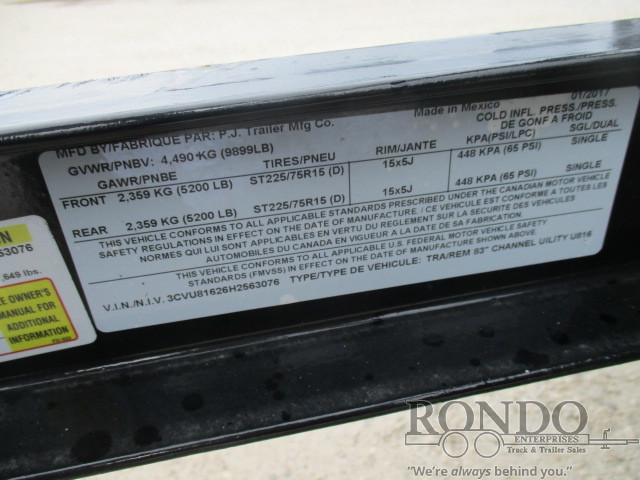 MFD BY/FABRIQUE PAR: P.J. Trailer Mfg Co. Made in Mexico 01/2017
GVWR/PNBV: 4,490 KG (9899LB) COLD INFL. PRESS./PRESS. DE GONF A FROID
GAWR/PNBE TIRES/PNEU RIM/JANTE KPA(PSI/LPC) SGL/DUAL
FRONT 2,359 KG (5200 LB) ST225/75R15 (D) 15x5J 448 KPA (65 PSI) SINGLE
REAR 2,359 KG (5200 LB) ST225/75R15 (D) 15x5J 448 KPA (65 PSI) SINGLE
THIS VEHICLE CONFORMS TO ALL APPLICABLE STANDARDS PRESCRIBED UNDER THE CANADIAN MOTOR VEHICLE
SAFETY REGULATIONS IN EFFECT ON THE DATE OF MANUFACTURE. / CE VEHICULE EST CONFORME A TOUTES LES
NORMES QUI LUI SONT APPLICABLES EN VERTU DU REGLEMENT SUR LA SECURITE DES VEHICULES
AUTOMOBILES DU CANADA EN VIGUEUR A LA DATE DE SA FABRICATION.
THIS VEHICLE CONFORMS TO ALL APPLICABLE U.S. FEDERAL MOTOR VEHICLE SAFETY
STANDARDS (FMVSS) IN EFFECT ON THE DATE OF MANUFACTURE SHOWN ABOVE.
V.I.N./N.I.V. 3CVU81626H2563076 TYPE/TYPE DE VEHICULE: TRA/REM 83" CHANNEL UTILITY U816
63076
,649 lbs.
OWNER'S
MANUAL FOR
ADDITIONAL
INFORMATION
RONDO
ENTERPRISES
Truck & Trailer Sales
"We're always behind you."